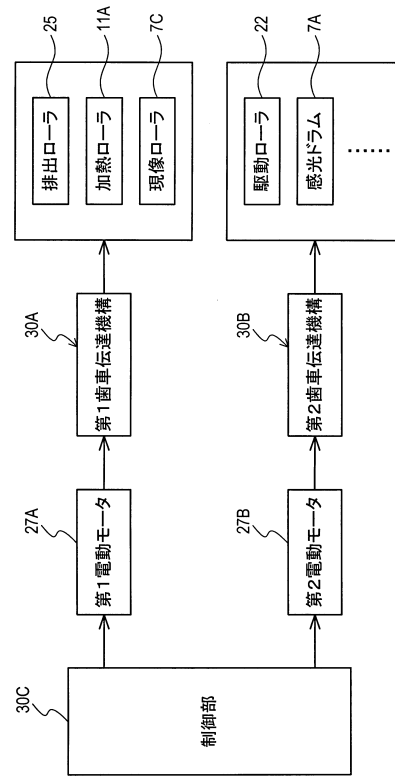 30C
制御部
27A
第1電動モータ
30A
第1歯車伝達機構
25
排出ローラ
11A
加熱ローラ
7C
現像ローラ
27B
第2電動モータ
30B
第2歯車伝達機構
22
駆動ローラ
7A
感光ドラム
……